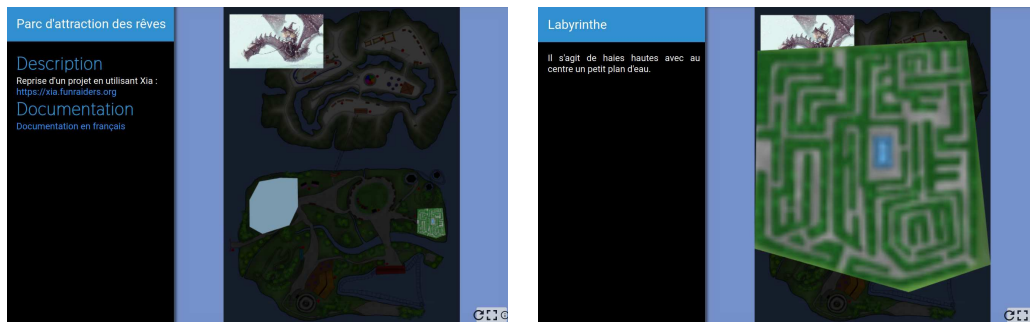 Parc d'attraction des rêves
Description
Reprise d'un projet en utilisant Xia :
https://xia.funraiders.org
Documentation
Documentation en français
Labyrinthe
Il s'agit de haies hautes avec au
centre un petit plan d'eau.